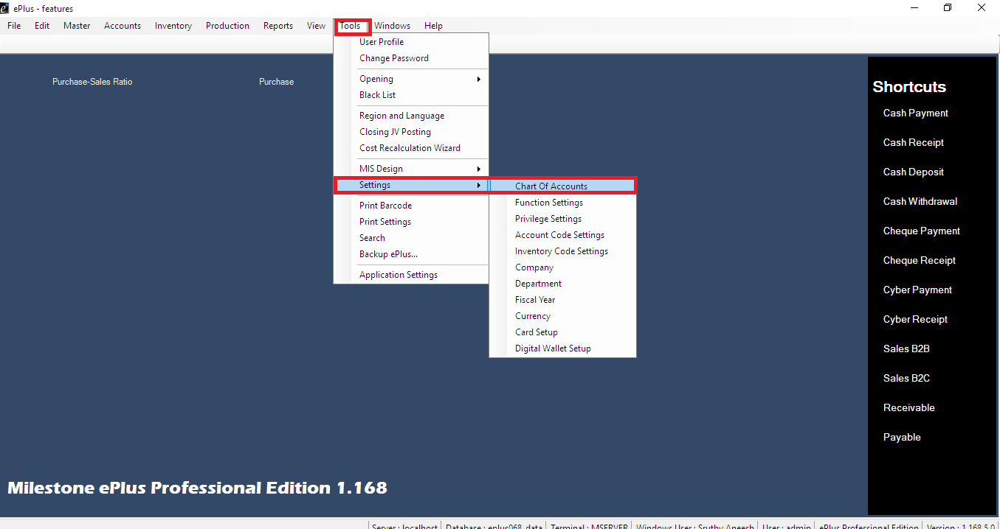 ePlus - features
File Edit Master Accounts Inventory Production Reports View Tools Windows Help
User Profile
Change Password
Opening
Black List
Region and Language
Closing JV Posting
Cost Recalculation Wizard
MIS Design
Settings
Print Barcode
Print Settings
Search
Backup ePlus...
Application Settings
Chart Of Accounts
Function Settings
Privilege Settings
Account Code Settings
Inventory Code Settings
Company
Department
Fiscal Year
Currency
Card Setup
Digital Wallet Setup
Purchase-Sales Ratio
Purchase
Shortcuts
Cash Payment
Cash Receipt
Cash Deposit
Cash Withdrawal
Cheque Payment
Cheque Receipt
Cyber Payment
Cyber Receipt
Sales B2B
Sales B2C
Receivable
Payable
Milestone ePlus Professional Edition 1.168
Server : localhost Database : eplus068_data Terminal : MSERVER Windows User : Sruthy Aneesh User : admin ePlus Professional Edition Version : 1.168.5.0